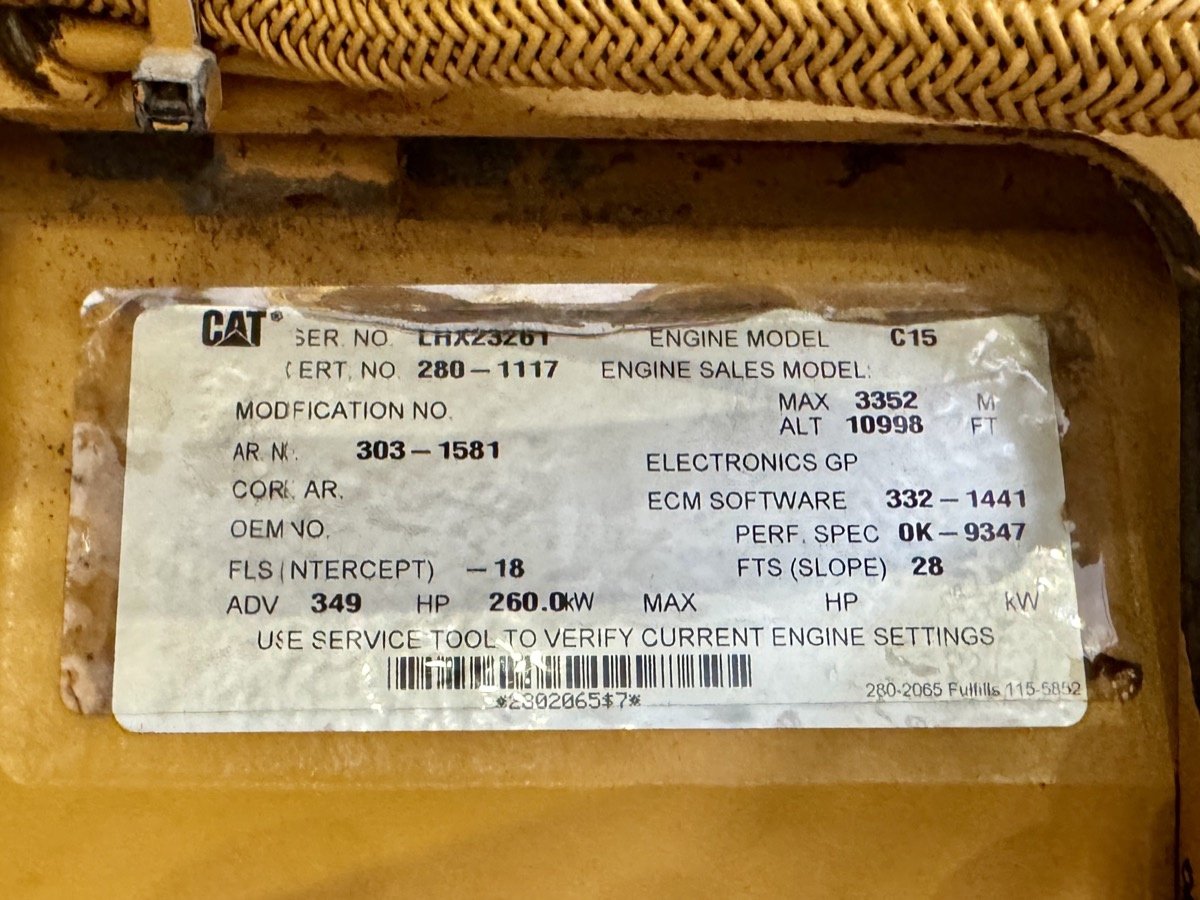 CAT® SER. NO. LHX23261 ENGINE MODEL C15
CERT. NO. 280-1117 ENGINE SALES MODEL:
MODFICATION NO. MAX 3352 M
ALT 10998 FT
AR. NO. 303-1581
ELECTRONICS GP
CORE AR.
ECM SOFTWARE 332-1441
OEM NO.
PERF. SPEC 0K-9347
FLS (INTERCEPT) -18 FTS (SLOPE) 28
ADV 349 HP 260.0kW MAX HP kW
USE SERVICE TOOL TO VERIFY CURRENT ENGINE SETTINGS
*2302065$7*
280-2065 Fulfills 115-5852